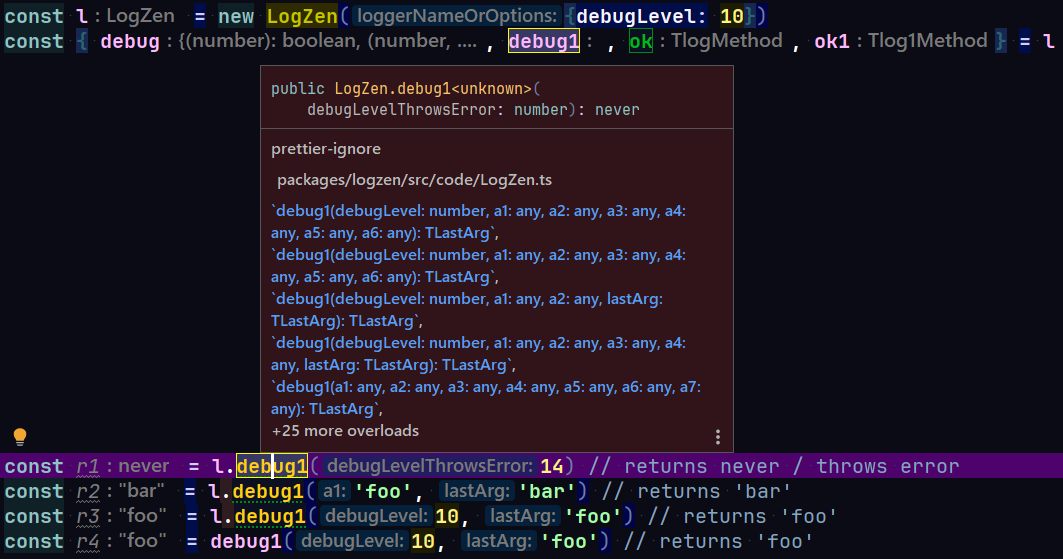 const l : LogZen = new LogZen( loggerNameOrOptions: {debugLevel: 10})
const { debug : {(number): boolean, (number, .... , debug1 : , ok : TlogMethod , ok1 : Tlog1Method } = l
public LogZen.debug1<unknown>(
debugLevelThrowsError: number): never
prettier-ignore
packages/logzen/src/code/LogZen.ts
`debug1(debugLevel: number, a1: any, a2: any, a3: any, a4:
any, a5: any, a6: any): TLastArg`,
`debug1(debugLevel: number, a1: any, a2: any, a3: any, a4:
any, a5: any, a6: any): TLastArg`,
`debug1(debugLevel: number, a1: any, a2: any, lastArg:
TLastArg): TLastArg`,
`debug1(debugLevel: number, a1: any, a2: any, a3: any, a4:
any, lastArg: TLastArg): TLastArg`,
`debug1(a1: any, a2: any, a3: any, a4: any, a5: any, a6: any, a7:
any): TLastArg`,
+25 more overloads
const r1 : never = l.debug1( debugLevelThrowsError: 14) // returns never / throws error
const r2 : "bar" = l.debug1( a1: 'foo', lastArg: 'bar') // returns 'bar'
const r3 : "foo" = l.debug1( debugLevel: 10, lastArg: 'foo') // returns 'foo'
const r4 : "foo" = debug1( debugLevel: 10, lastArg: 'foo') // returns 'foo'